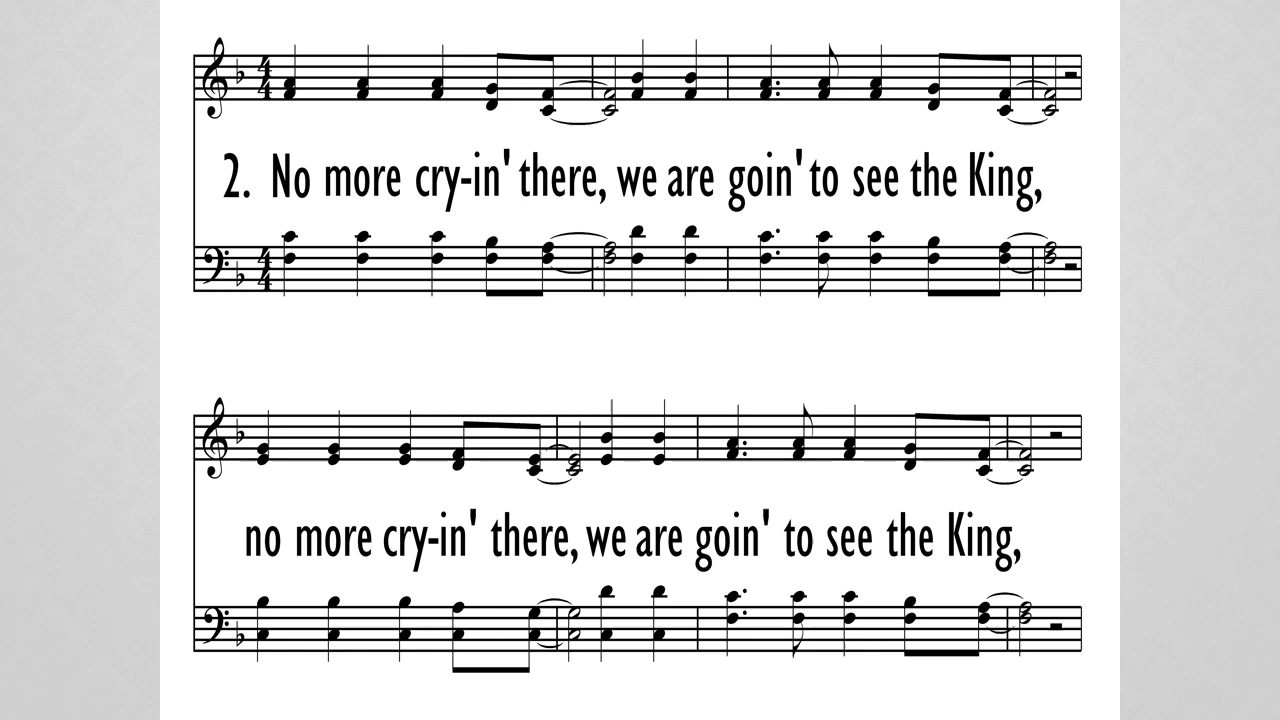 2. No more cry-in' there, we are goin' to see the King,
no more cry-in' there, we are goin' to see the King,